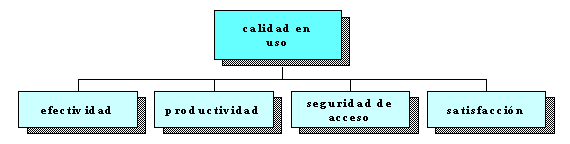 calidad en
uso
efectividad
productividad
seguridad de
acceso
satisfacción